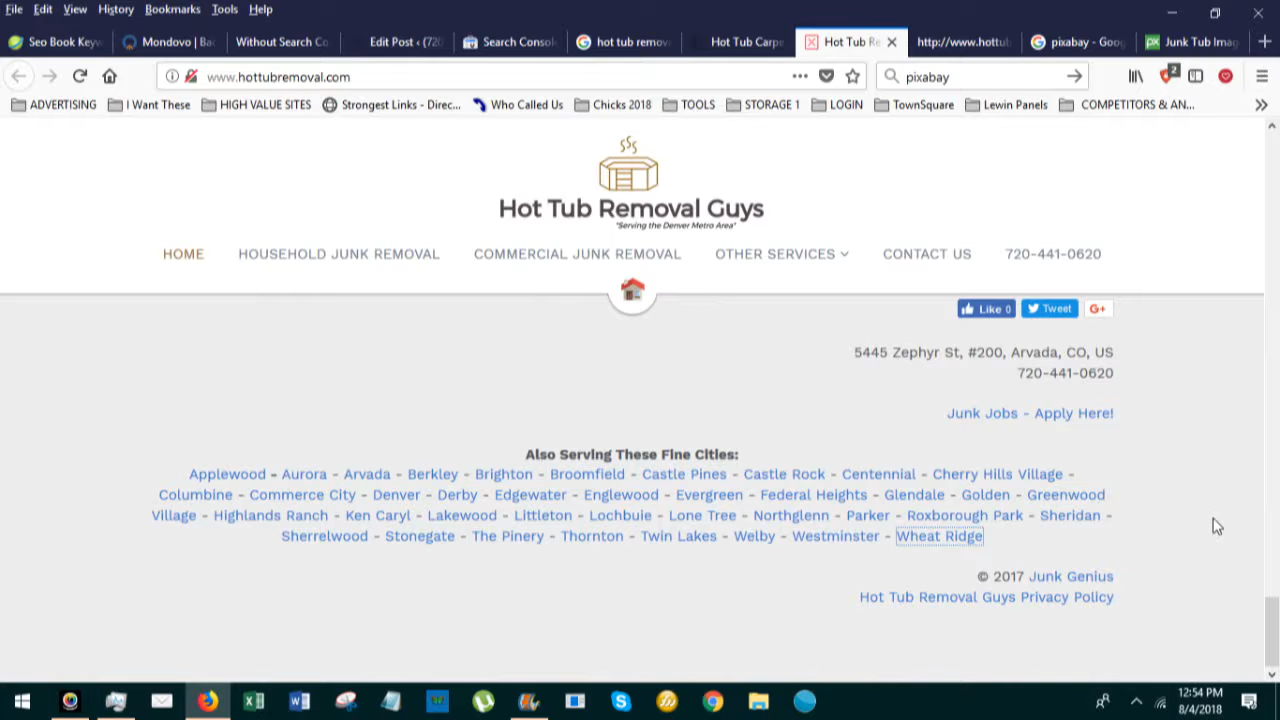 File Edit View History Bookmarks Tools Help
Seo Book Keyw Mondovo | Bac Without Search Co Edit Post ‹ (720 Search Console hot tub remov Hot Tub Carpe Hot Tub Re http://www.hottub pixabay - Goog Junk Tub Imag
www.hottubremoval.com pixabay 2
ADVERTISING I Want These HIGH VALUE SITES Strongest Links - Direc... Who Called Us Chicks 2018 TOOLS STORAGE 1 LOGIN TownSquare Lewin Panels COMPETITORS & AN...
Hot Tub Removal Guys
"Serving the Denver Metro Area"
HOME HOUSEHOLD JUNK REMOVAL COMMERCIAL JUNK REMOVAL OTHER SERVICES CONTACT US 720-441-0620
Like 0 Tweet G+
5445 Zephyr St, #200, Arvada, CO, US
720-441-0620
Junk Jobs - Apply Here!
Also Serving These Fine Cities:
Applewood - Aurora - Arvada - Berkley - Brighton - Broomfield - Castle Pines - Castle Rock - Centennial - Cherry Hills Village -
Columbine - Commerce City - Denver - Derby - Edgewater - Englewood - Evergreen - Federal Heights - Glendale - Golden - Greenwood
Village - Highlands Ranch - Ken Caryl - Lakewood - Littleton - Lochbuie - Lone Tree - Northglenn - Parker - Roxborough Park - Sheridan -
Sherrelwood - Stonegate - The Pinery - Thornton - Twin Lakes - Welby - Westminster - Wheat Ridge
© 2017 Junk Genius
Hot Tub Removal Guys Privacy Policy
12:54 PM
8/4/2018